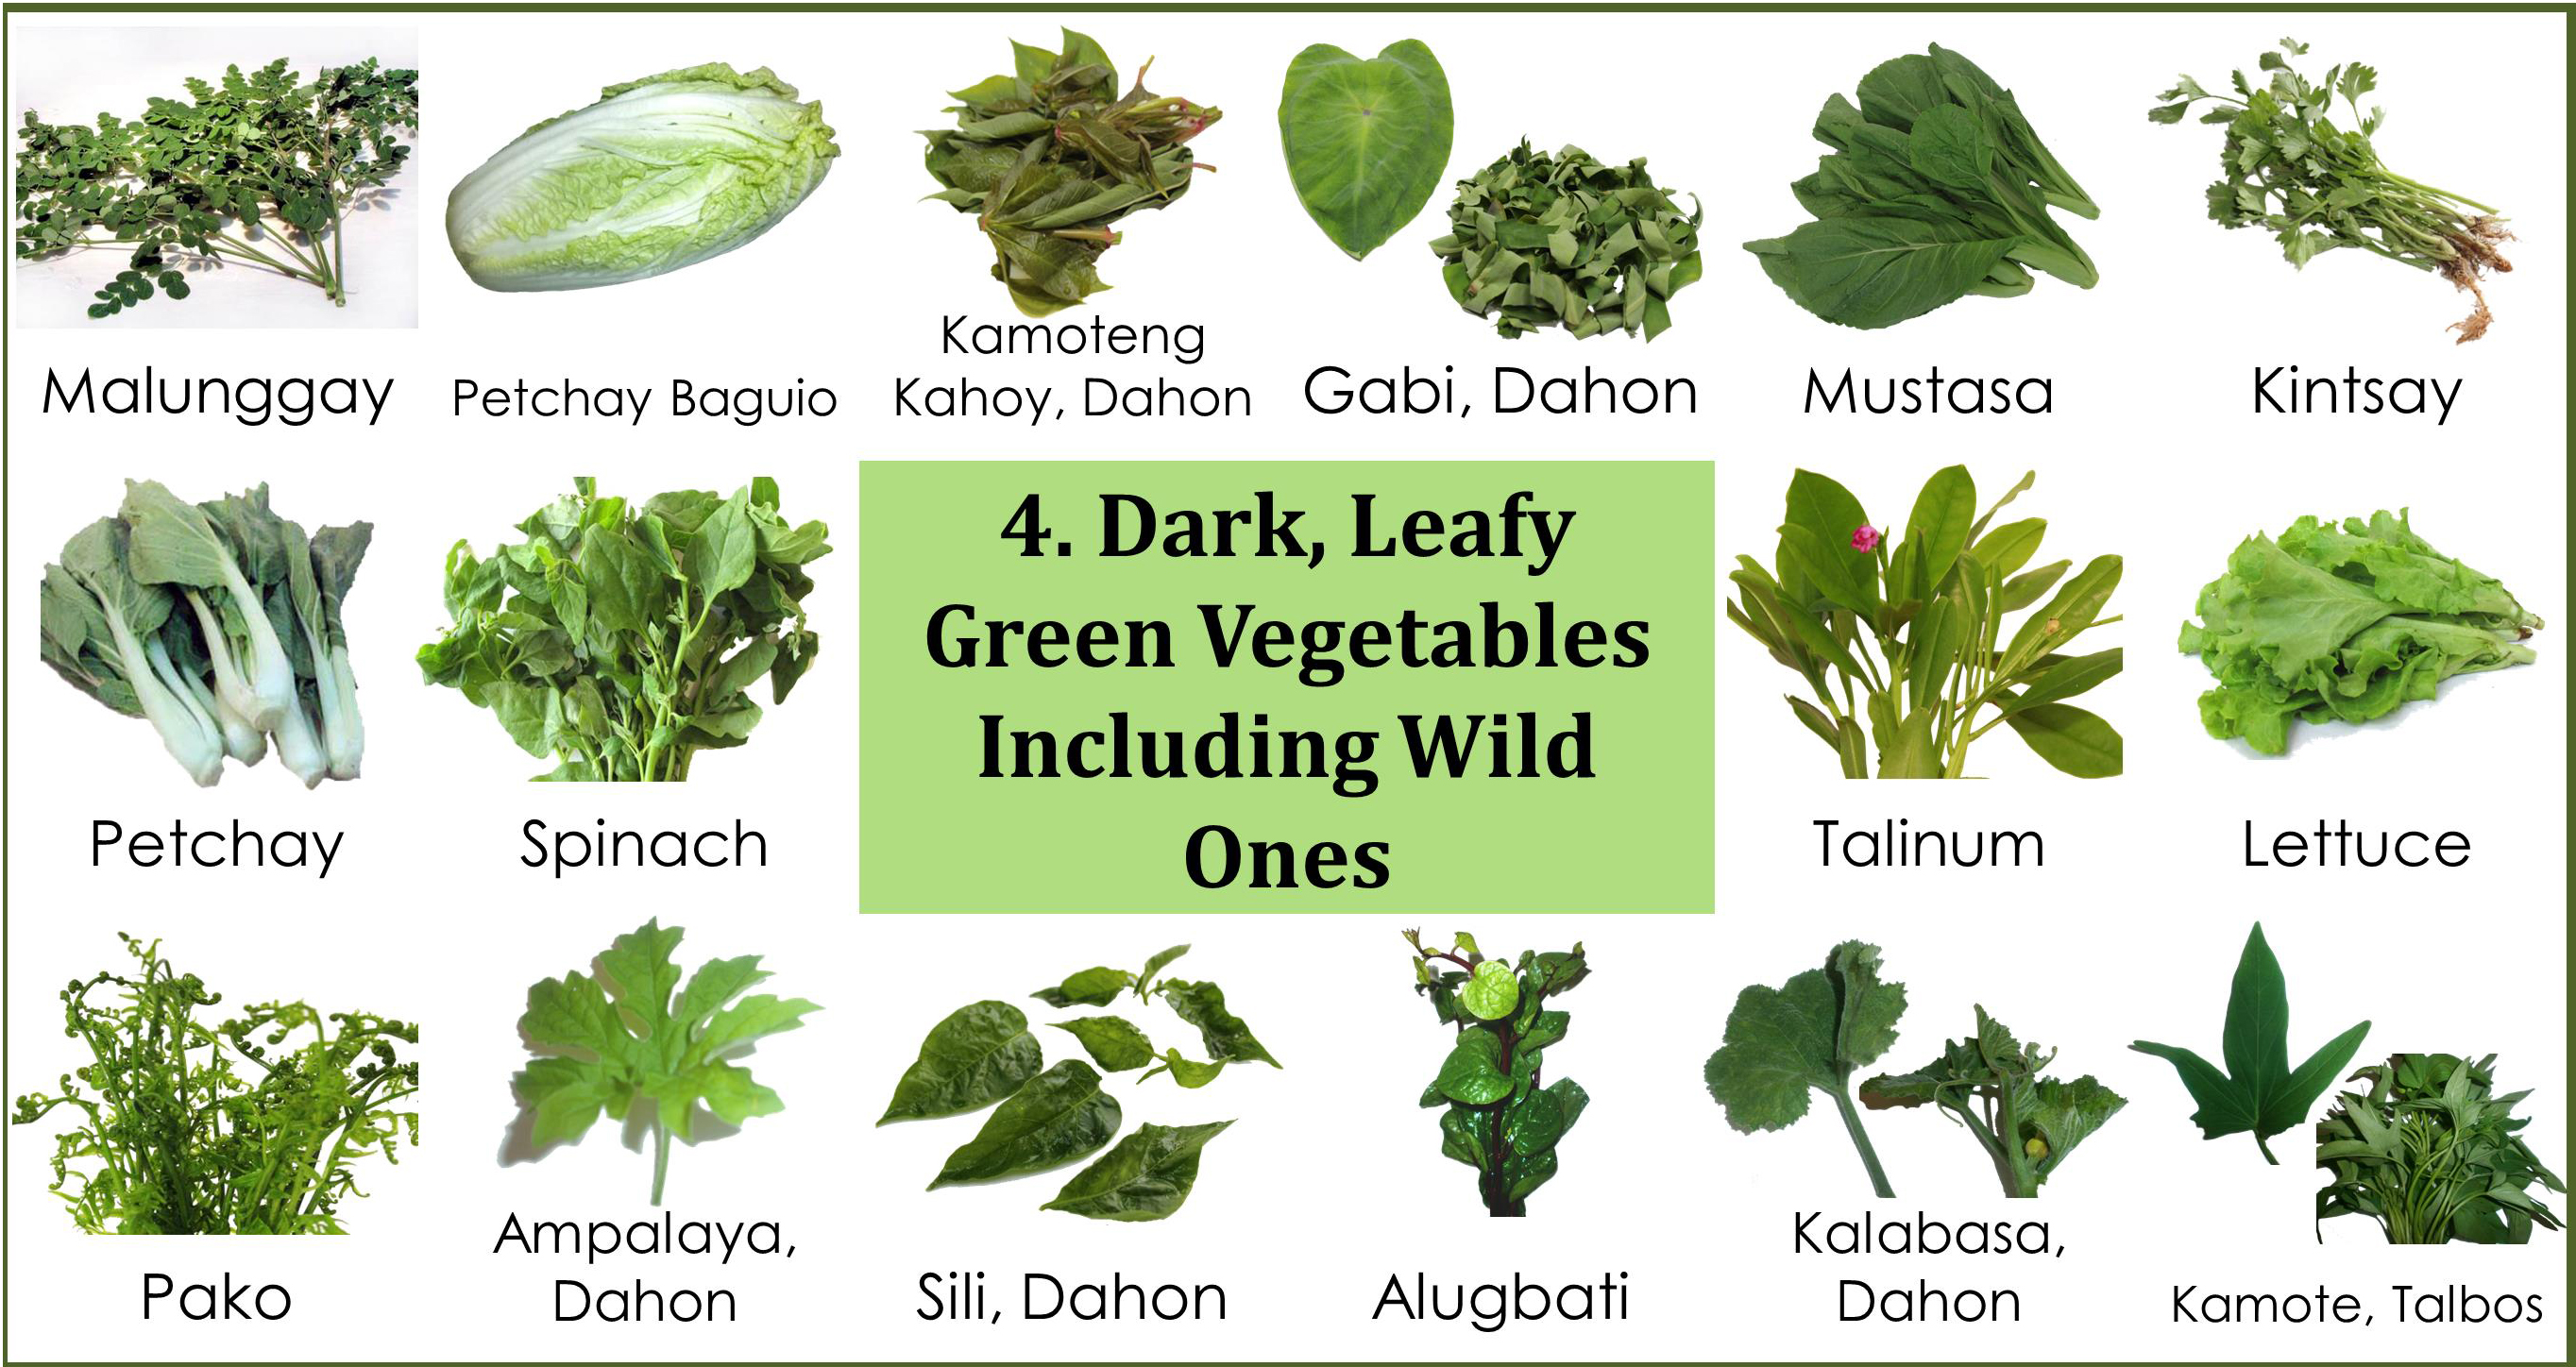 Malunggay
Petchay Baguio
Kamoteng
Kahoy, Dahon
Gabi, Dahon
Mustasa
Kintsay
Petchay
Spinach
4. Dark, Leafy
Green Vegetables
Including Wild
Ones
Talinum
Lettuce
Pako
Ampalaya,
Dahon
Sili, Dahon
Alugbati
Kalabasa,
Dahon
Kamote, Talbos